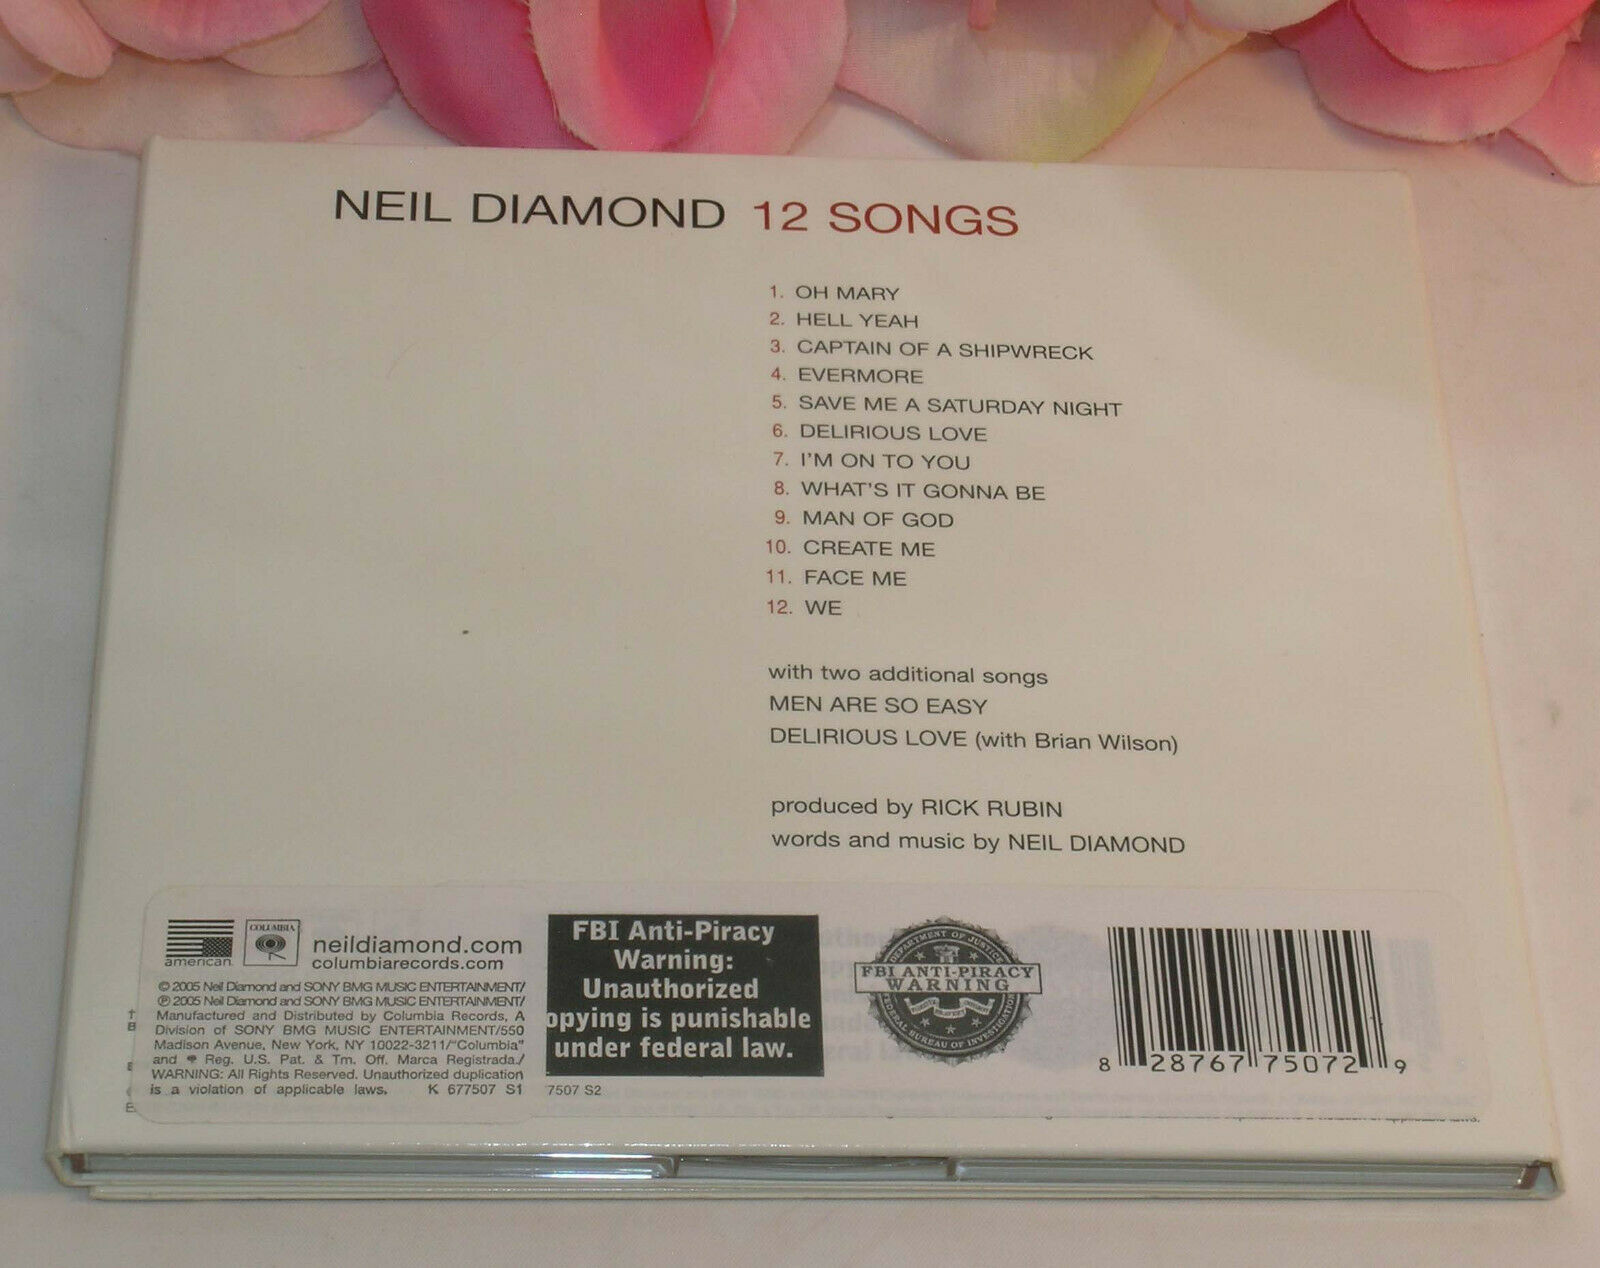 NEIL DIAMOND 12 SONGS
1. OH MARY
2. HELL YEAH
3. CAPTAIN OF A SHIPWRECK
4. EVERMORE
5. SAVE ME A SATURDAY NIGHT
6. DELIRIOUS LOVE
7. I'M ON TO YOU
8. WHAT'S IT GONNA BE
9. MAN OF GOD
10. CREATE ME
11. FACE ME
12. WE
with two additional songs
MEN ARE SO EASY
DELIRIOUS LOVE (with Brian Wilson)
produced by RICK RUBIN
words and music by NEIL DIAMOND
american
COLUMBIA
neildiamond.com
columbiarecords.com
© 2005 Neil Diamond and SONY BMG MUSIC ENTERTAINMENT/
℗ 2005 Neil Diamond and SONY BMG MUSIC ENTERTAINMENT/
Manufactured and Distributed by Columbia Records, A
Division of SONY BMG MUSIC ENTERTAINMENT/550
Madison Avenue, New York, NY 10022-3211/"Columbia"
and Reg. U.S. Pat. & Tm. Off. Marca Registrada./
WARNING: All Rights Reserved. Unauthorized duplication
is a violation of applicable laws. K 677507 S1
7507 S2
FBI Anti-Piracy
Warning:
Unauthorized
opying is punishable
under federal law.
DEPARTMENT OF JUSTICE
FBI ANTI-PIRACY
WARNING
FEDERAL BUREAU OF INVESTIGATION
8 28767 75072 9